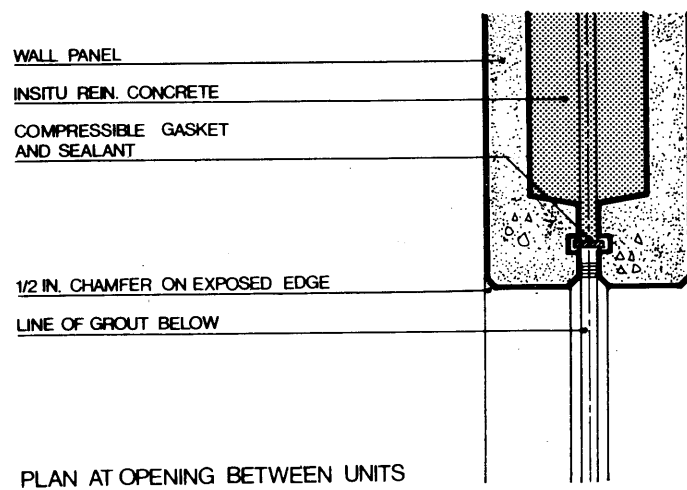 WALL PANEL
INSITU REIN. CONCRETE
COMPRESSIBLE GASKET
AND SEALANT
1/2 IN. CHAMFER ON EXPOSED EDGE
LINE OF GROUT BELOW
PLAN AT OPENING BETWEEN UNITS